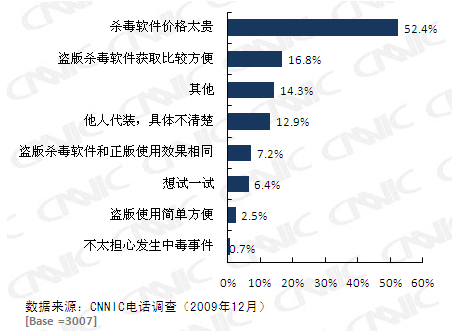 杀毒软件价格太贵 52.4%
盗版杀毒软件获取比较方便 16.8%
其他 14.3%
他人代装，具体不清楚 12.9%
盗版杀毒软件和正版使用效果相同 7.2%
想试一试 6.4%
盗版使用简单方便 2.5%
不太担心发生中毒事件 0.7%
0% 10% 20% 30% 40% 50% 60%
数据来源：CNNIC电话调查（2009年12月）
[Base =3007]